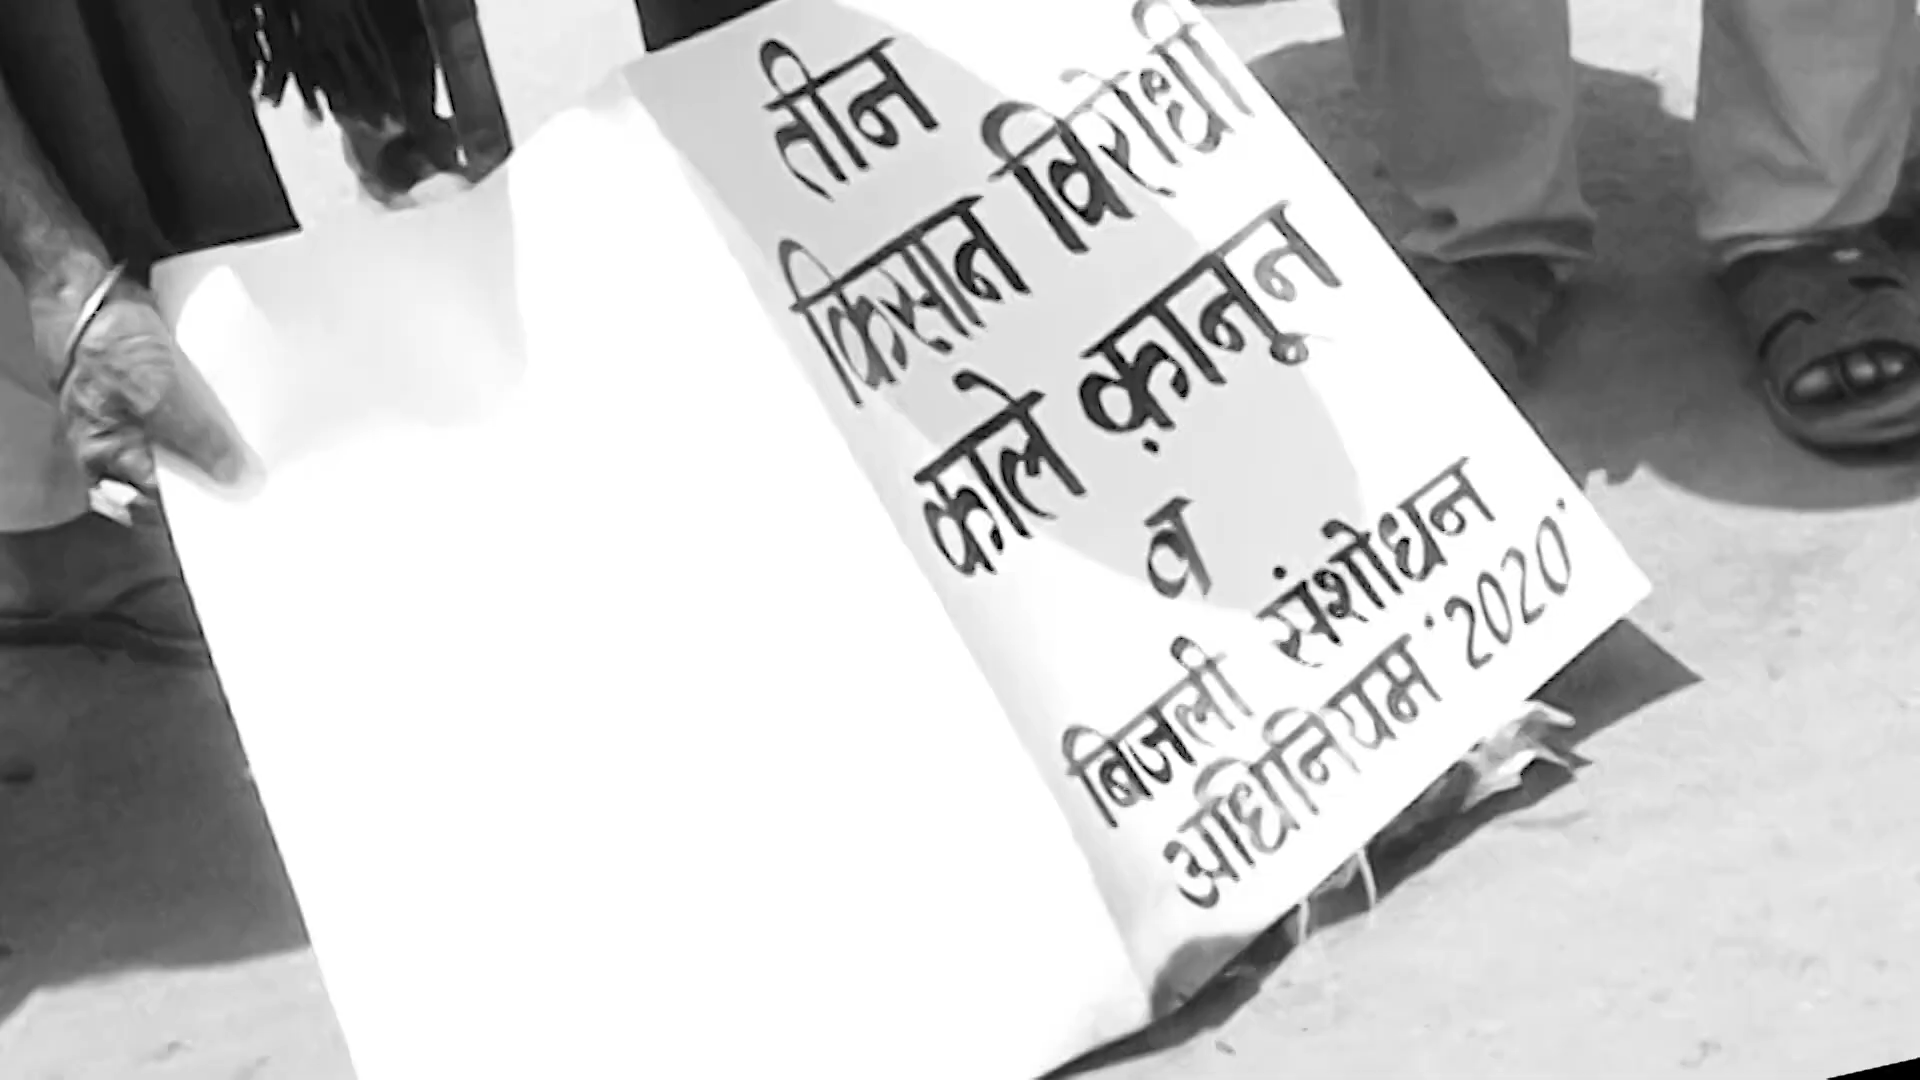 तीन
किसान विरोधी
काले क़ानून
व
बिजली संशोधन
अधिनियम '2020'